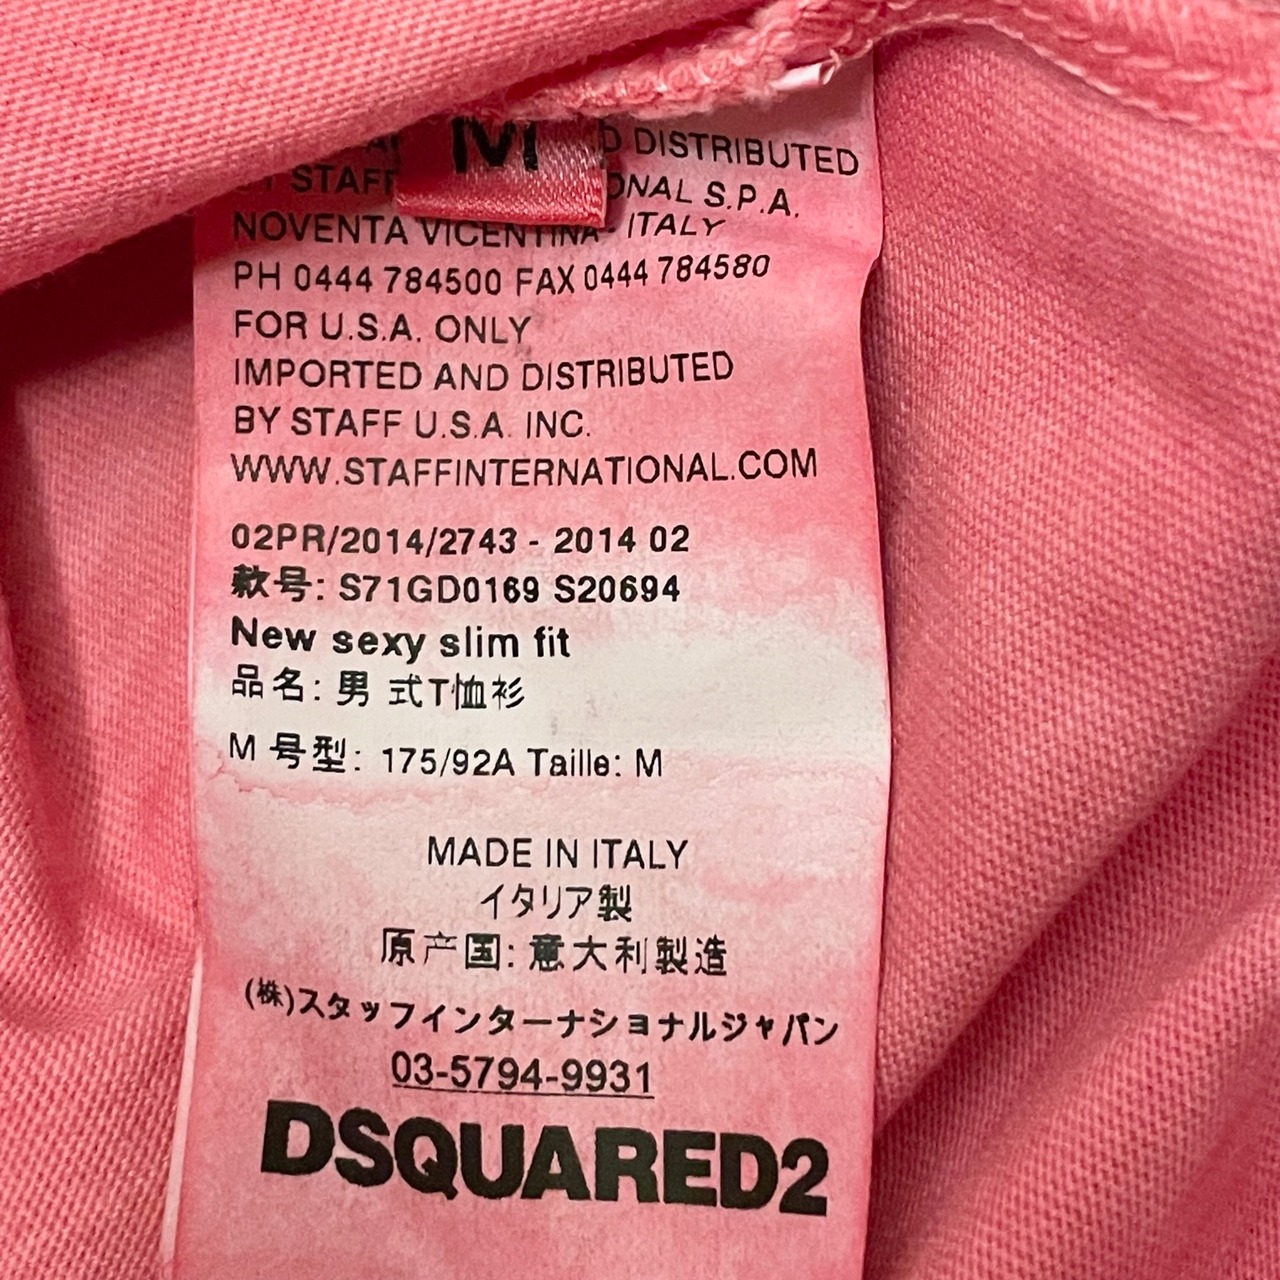 M
D DISTRIBUTED
STAFF ONAL S.P.A.
NOVENTA VICENTINA - ITALY
PH 0444 784500 FAX 0444 784580
FOR U.S.A. ONLY
IMPORTED AND DISTRIBUTED
BY STAFF U.S.A. INC.
WWW.STAFFINTERNATIONAL.COM
02PR/2014/2743 - 2014 02
款号: S71GD0169 S20694
New sexy slim fit
品名: 男 式T恤衫
M 号型: 175/92A Taille: M
MADE IN ITALY
イタリア製
原产国: 意大利製造
(株)スタッフインターナショナルジャパン
03-5794-9931
DSQUARED2